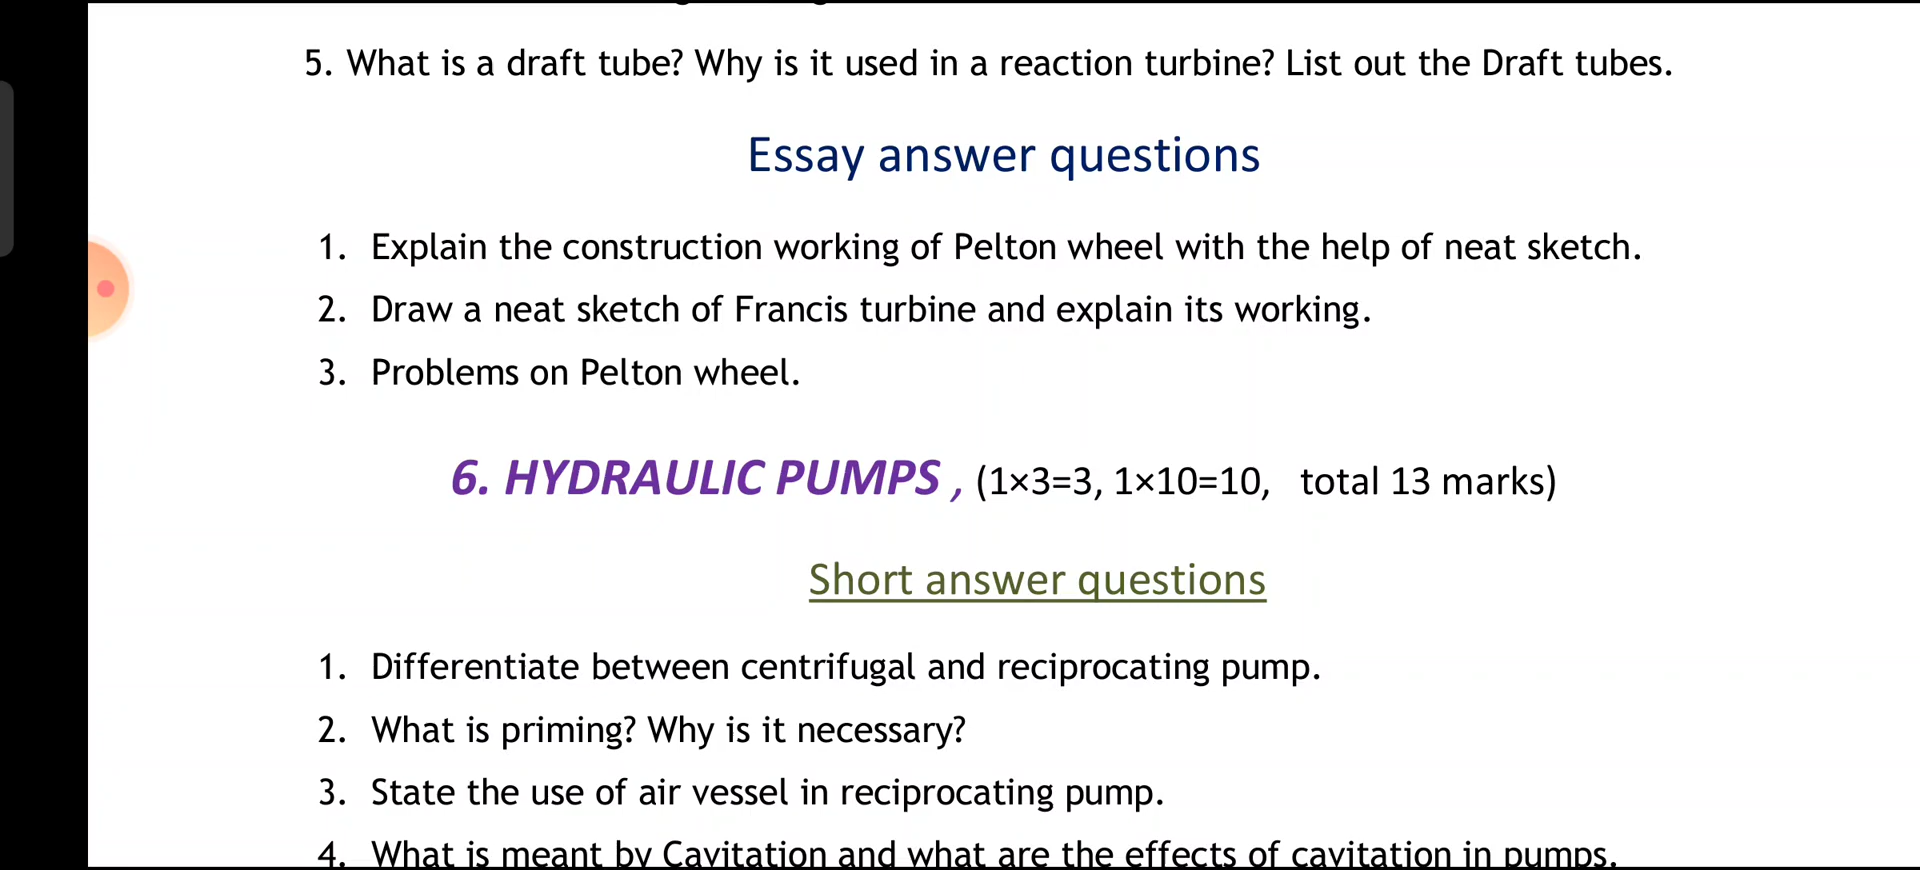 5. What is a draft tube? Why is it used in a reaction turbine? List out the Draft tubes.
Essay answer questions
1. Explain the construction working of Pelton wheel with the help of neat sketch.
2. Draw a neat sketch of Francis turbine and explain its working.
3. Problems on Pelton wheel.
6. HYDRAULIC PUMPS , (1×3=3, 1×10=10, total 13 marks)
Short answer questions
1. Differentiate between centrifugal and reciprocating pump.
2. What is priming? Why is it necessary?
3. State the use of air vessel in reciprocating pump.
4. What is meant by Cavitation and what are the effects of cavitation in pumps.